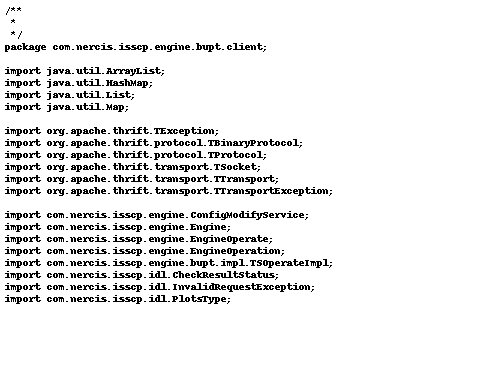 /**
 *
 */
package com.nercis.isscp.engine.bupt.client;
import java.util.ArrayList;
import java.util.HashMap;
import java.util.List;
import java.util.Map;
import org.apache.thrift.TException;
import org.apache.thrift.protocol.TBinaryProtocol;
import org.apache.thrift.protocol.TProtocol;
import org.apache.thrift.transport.TSocket;
import org.apache.thrift.transport.TTransport;
import org.apache.thrift.transport.TTransportException;
import com.nercis.isscp.engine.ConfigModifyService;
import com.nercis.isscp.engine.Engine;
import com.nercis.isscp.engine.EngineOperate;
import com.nercis.isscp.engine.EngineOperation;
import com.nercis.isscp.engine.bupt.impl.TSOperateImpl;
import com.nercis.isscp.idl.CheckResultStatus;
import com.nercis.isscp.idl.InvalidRequestException;
import com.nercis.isscp.idl.PlotsType;